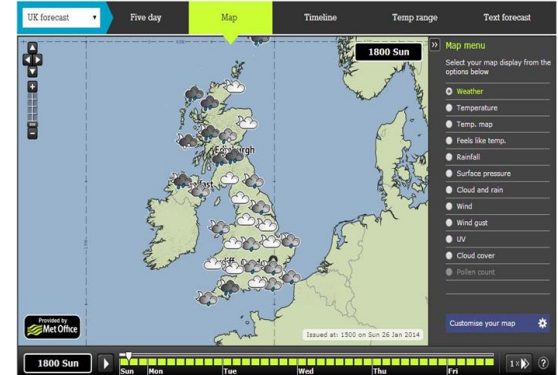 UK forecast
Five day
Map
Timeline
Temp range
Text forecast
1800 Sun
Map menu
Select your map display from the
options below
Weather
Temperature
Temp. map
Feels like temp.
Rainfall
Surface pressure
Cloud and rain
Wind
Wind gust
UV
Cloud cover
Pollen count
Customise your map
Provided by
Met Office
Issued at: 1500 on Sun 26 Jan 2014
1800 Sun
Sun Mon Tue Wed Thu Fri
1x
?